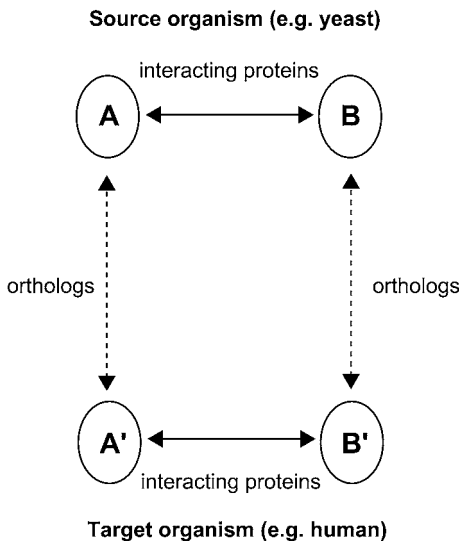 Source organism (e.g. yeast)
interacting proteins
A B
orthologs orthologs
A' B'
interacting proteins
Target organism (e.g. human)